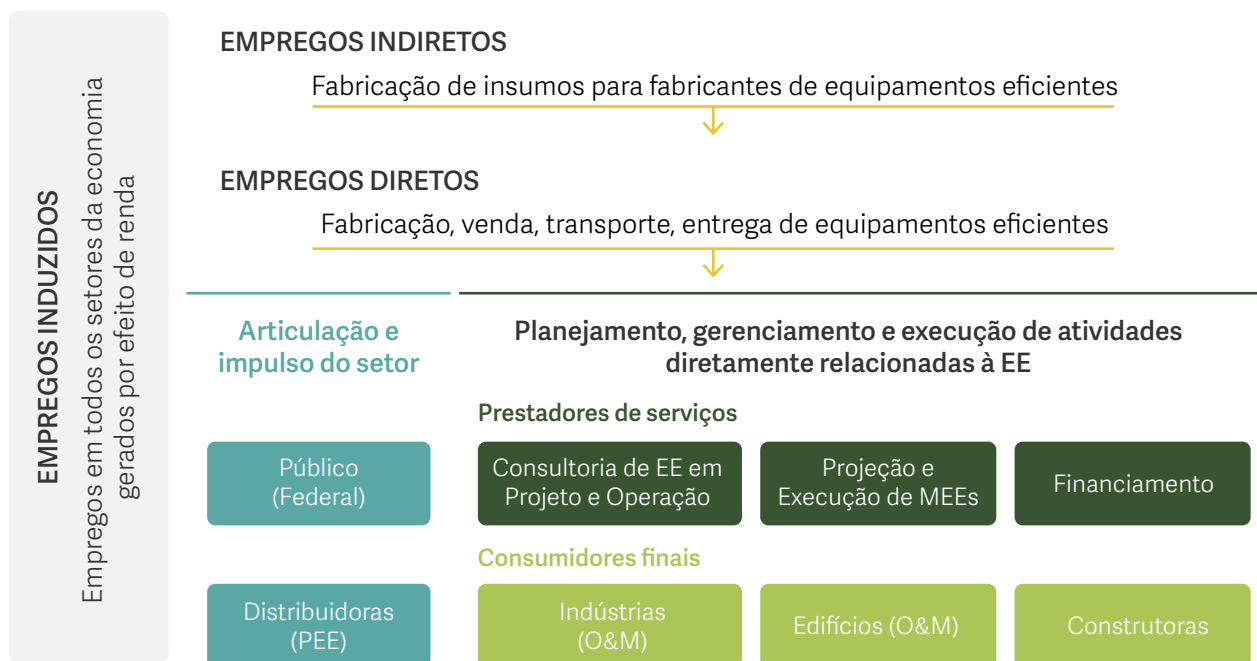 EMPREGOS INDUZIDOS
Empregos em todos os setores da economia
gerados por efeito de renda
EMPREGOS INDIRETOS
Fabricação de insumos para fabricantes de equipamentos eficientes
EMPREGOS DIRETOS
Fabricação, venda, transporte, entrega de equipamentos eficientes
Articulação e
impulso do setor
Planejamento, gerenciamento e execução de atividades
diretamente relacionadas à EE
Prestadores de serviços
Público
(Federal)
Consultoria de EE em
Projeto e Operação
Projeção e
Execução de MEEs
Financiamento
Consumidores finais
Distribuidoras
(PEE)
Indústrias
(O&M)
Edifícios (O&M)
Construtoras